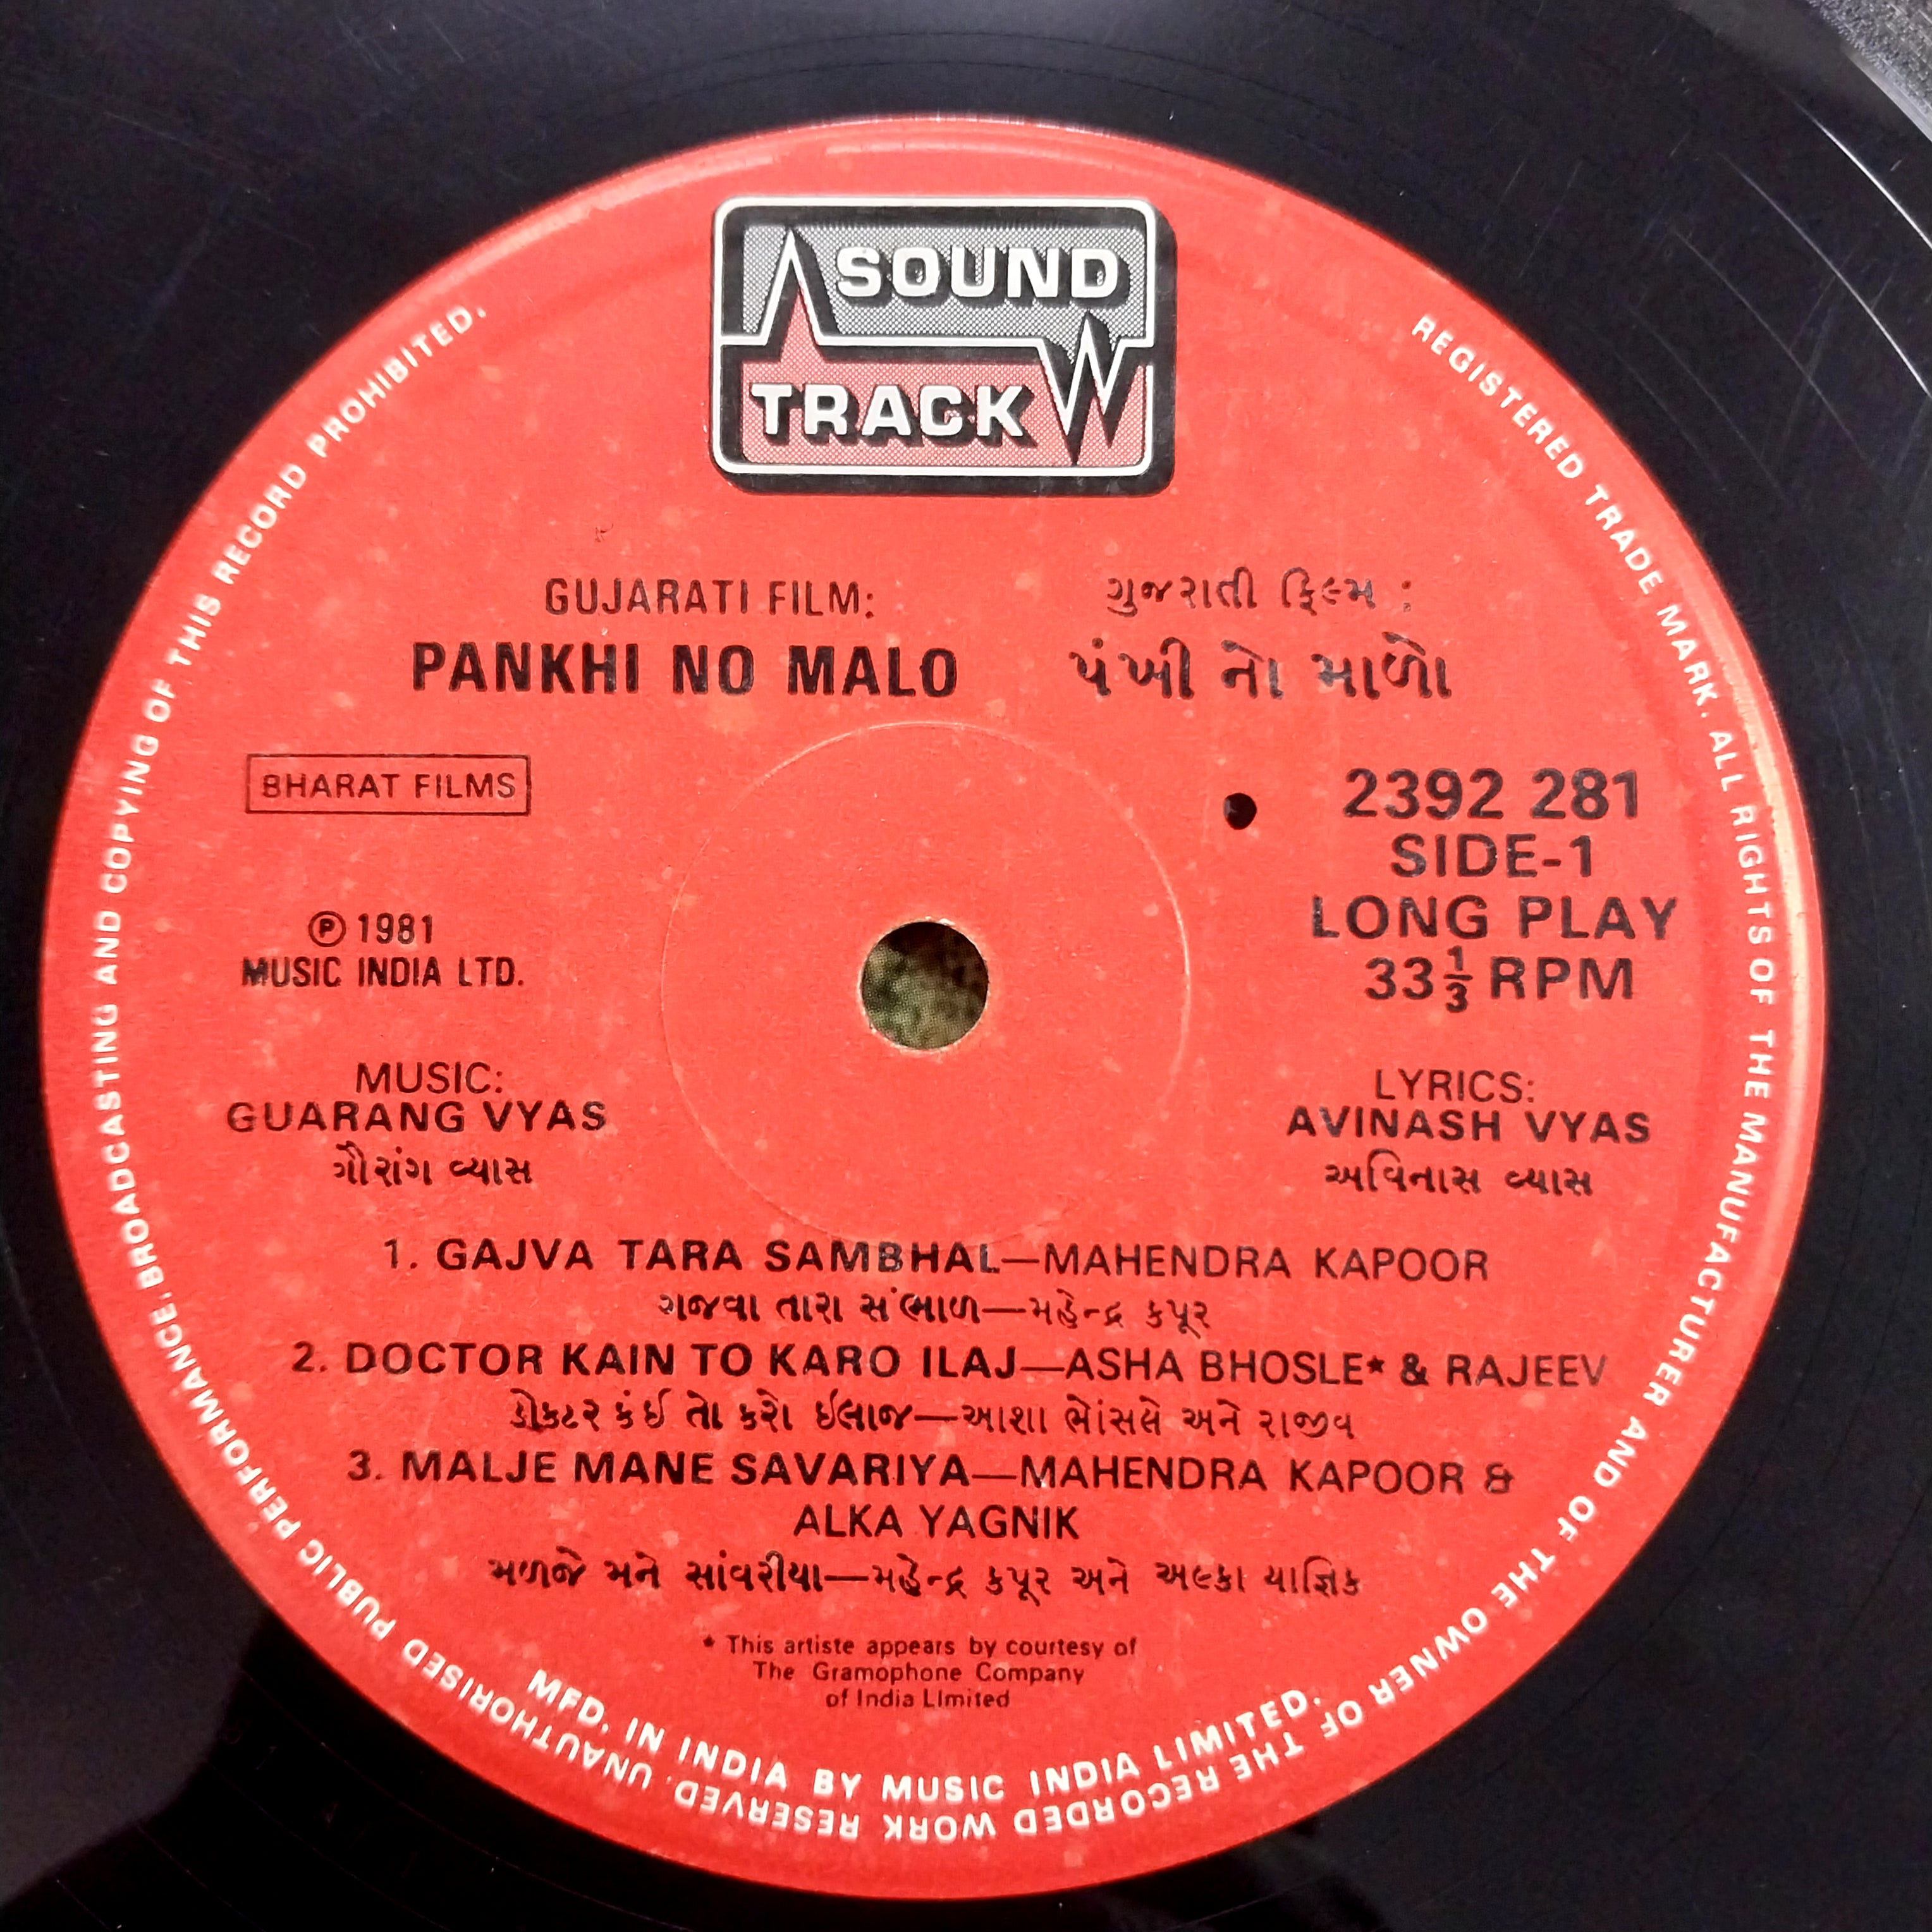 SOUND
TRACK
GUJARATI FILM:
PANKHI NO MALO
ગુજરાતી ફિલ્મ :
પંખી નો માળો
BHARAT FILMS
2392 281
SIDE-1
LONG PLAY
33 1/3 RPM
Ⓟ 1981
MUSIC INDIA LTD.
MUSIC:
GUARANG VYAS
ગૌરાંગ વ્યાસ
LYRICS:
AVINASH VYAS
અવિનાસ વ્યાસ
1. GAJVA TARA SAMBHAL—MAHENDRA KAPOOR
ગજવા તારા સંભાળ—મહેન્દ્ર કપૂર
2. DOCTOR KAIN TO KARO ILAJ—ASHA BHOSLE* & RAJEEV
ડોકટર કંઈ તો કરો ઈલાજ—આશા ભોંસલે અને રાજીવ
3. MALJE MANE SAVARIYA—MAHENDRA KAPOOR &
ALKA YAGNIK
મળજે મને સાંવરીયા—મહેન્દ્ર કપૂર અને અલ્કા યાજ્ઞિક
* This artiste appears by courtesy of
The Gramophone Company
of India LImited
MFD. IN INDIA BY MUSIC INDIA LIMITED.
REGISTERED TRADE MARK. ALL RIGHTS OF THE MANUFACTURER AND OF THE OWNER OF THE RECORDED WORK RESERVED. UNAUTHORISED PUBLIC PERFORMANCE. BROADCASTING AND COPYING OF THIS RECORD PROHIBITED.